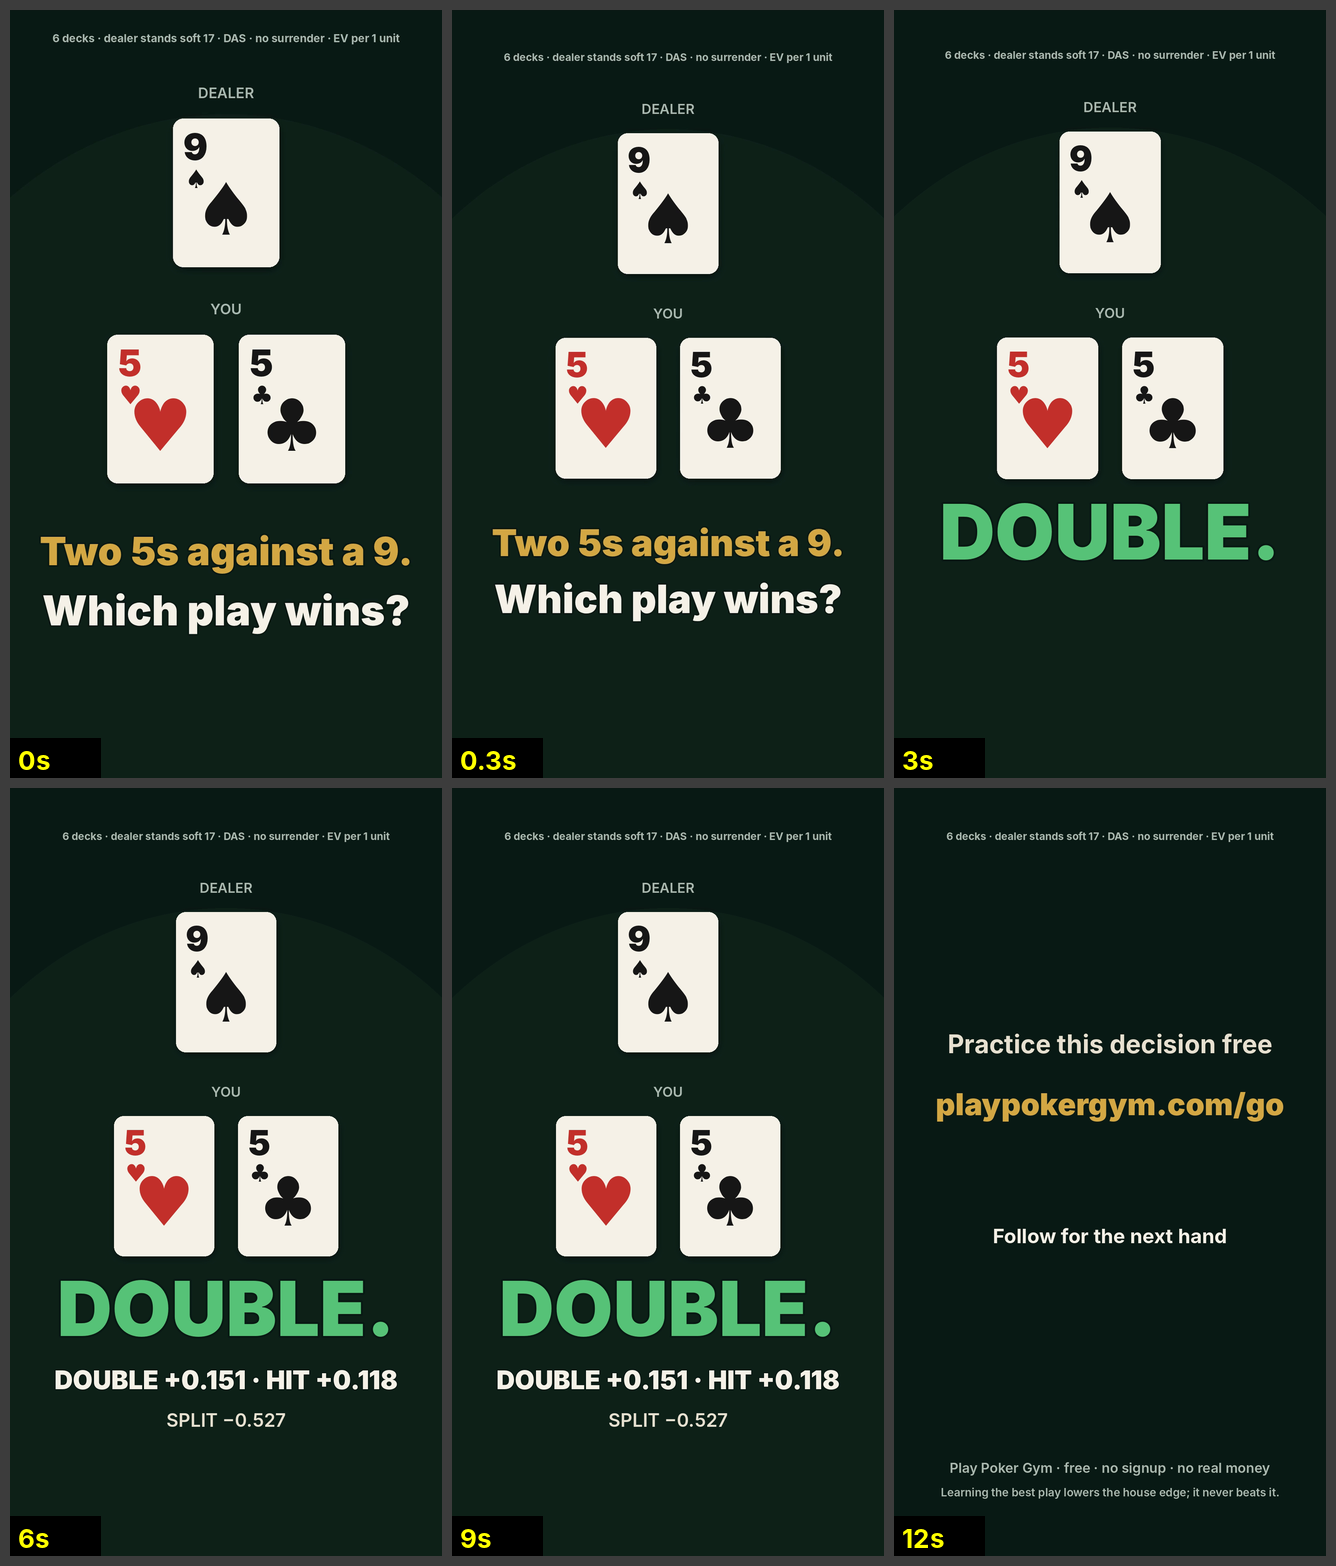 6 decks · dealer stands soft 17 · DAS · no surrender · EV per 1 unit
DEALER
9
YOU
5 5
Two 5s against a 9.
Which play wins?
0s
6 decks · dealer stands soft 17 · DAS · no surrender · EV per 1 unit
DEALER
9
YOU
5 5
Two 5s against a 9.
Which play wins?
0.3s
6 decks · dealer stands soft 17 · DAS · no surrender · EV per 1 unit
DEALER
9
YOU
5 5
DOUBLE.
3s
6 decks · dealer stands soft 17 · DAS · no surrender · EV per 1 unit
DEALER
9
YOU
5 5
DOUBLE.
DOUBLE +0.151 · HIT +0.118
SPLIT −0.527
6s
6 decks · dealer stands soft 17 · DAS · no surrender · EV per 1 unit
DEALER
9
YOU
5 5
DOUBLE.
DOUBLE +0.151 · HIT +0.118
SPLIT −0.527
9s
6 decks · dealer stands soft 17 · DAS · no surrender · EV per 1 unit
Practice this decision free
playpokergym.com/go
Follow for the next hand
Play Poker Gym · free · no signup · no real money
Learning the best play lowers the house edge; it never beats it.
12s